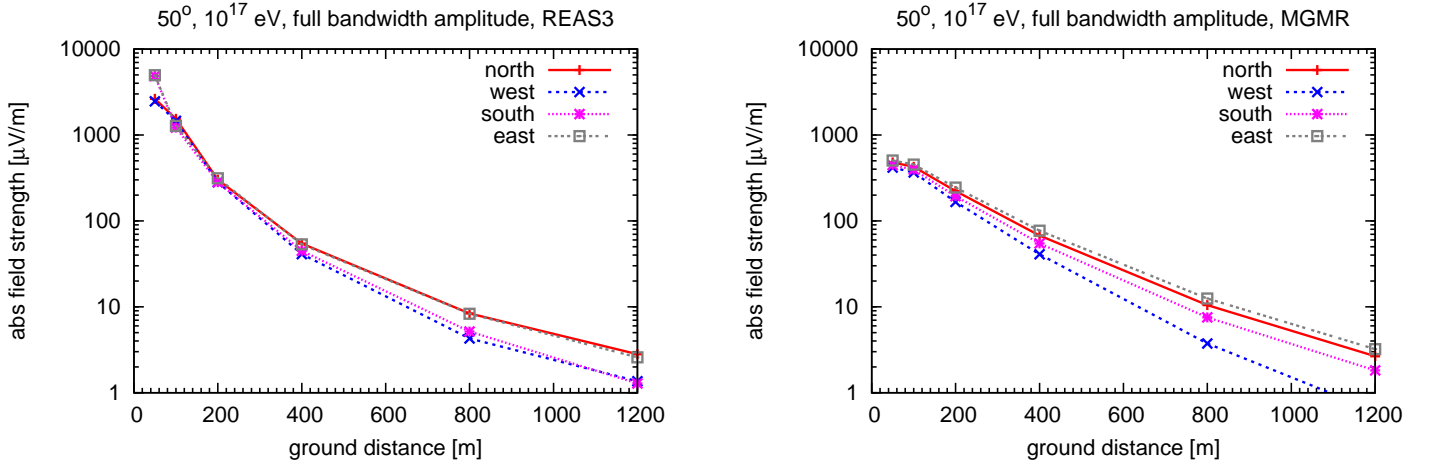 50°, 10^17 eV, full bandwidth amplitude, REAS3
10000
1000
100
10
1
abs field strength [µV/m]
north
west
south
east
0 200 400 600 800 1000 1200
ground distance [m]
50°, 10^17 eV, full bandwidth amplitude, MGMR
10000
1000
100
10
1
abs field strength [µV/m]
north
west
south
east
0 200 400 600 800 1000 1200
ground distance [m]